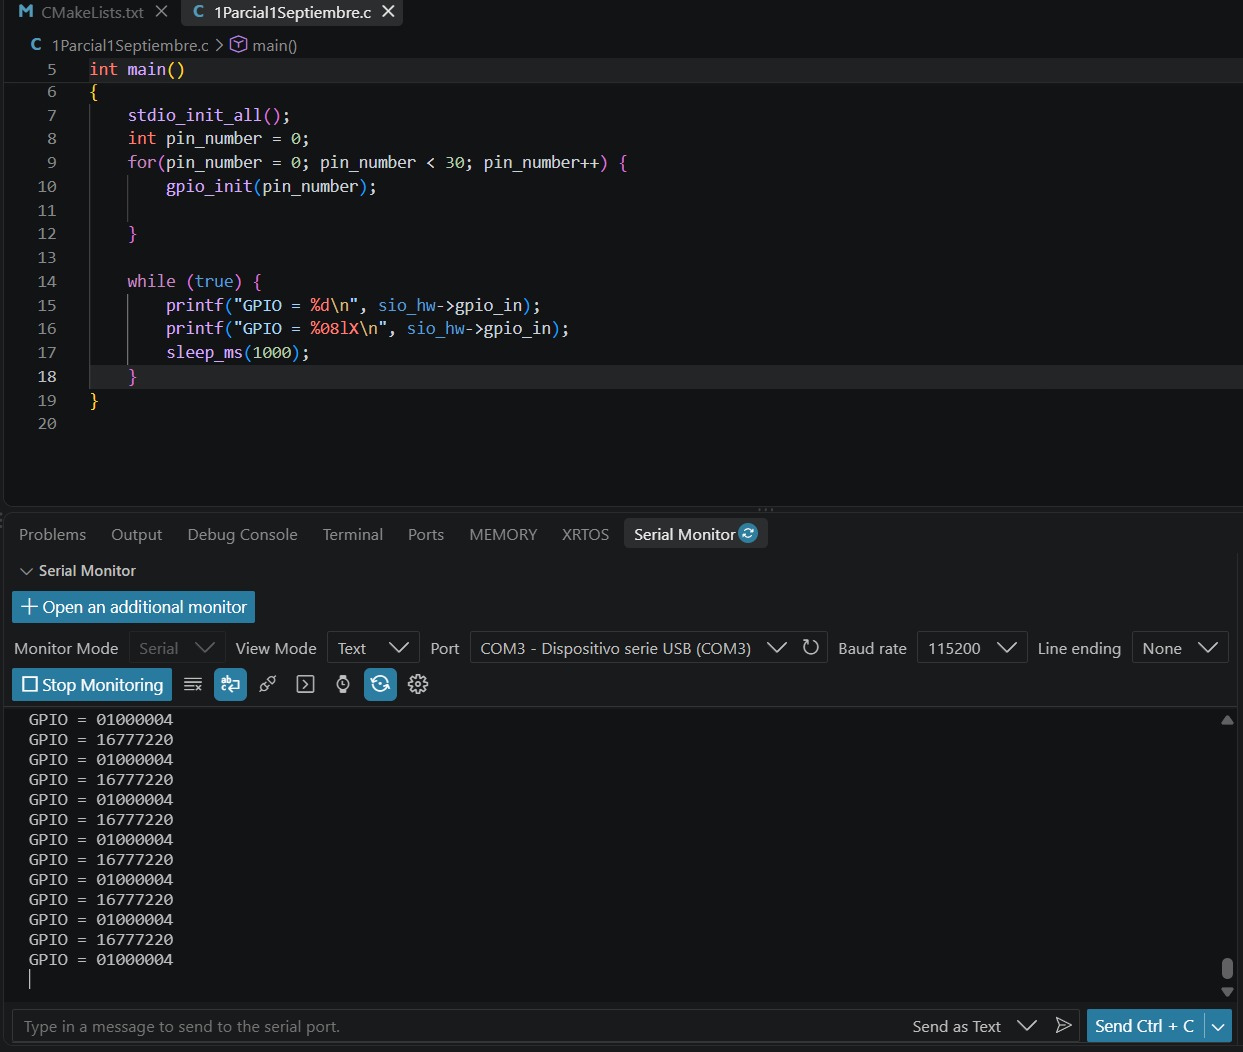 M CMakeLists.txt C 1Parcial1Septiembre.c
C 1Parcial1Septiembre.c > main()
5 int main()
6 {
7 stdio_init_all();
8 int pin_number = 0;
9 for(pin_number = 0; pin_number < 30; pin_number++) {
10 gpio_init(pin_number);
11
12 }
13
14 while (true) {
15 printf("GPIO = %d\n", sio_hw->gpio_in);
16 printf("GPIO = %08lX\n", sio_hw->gpio_in);
17 sleep_ms(1000);
18 }
19 }
20
Problems Output Debug Console Terminal Ports MEMORY XRTOS Serial Monitor
Serial Monitor
+ Open an additional monitor
Monitor Mode Serial View Mode Text Port COM3 - Dispositivo serie USB (COM3) Baud rate 115200 Line ending None
Stop Monitoring
GPIO = 01000004
GPIO = 16777220
GPIO = 01000004
GPIO = 16777220
GPIO = 01000004
GPIO = 16777220
GPIO = 01000004
GPIO = 16777220
GPIO = 01000004
GPIO = 16777220
GPIO = 01000004
GPIO = 16777220
GPIO = 01000004
Type in a message to send to the serial port. Send as Text Send Ctrl + C